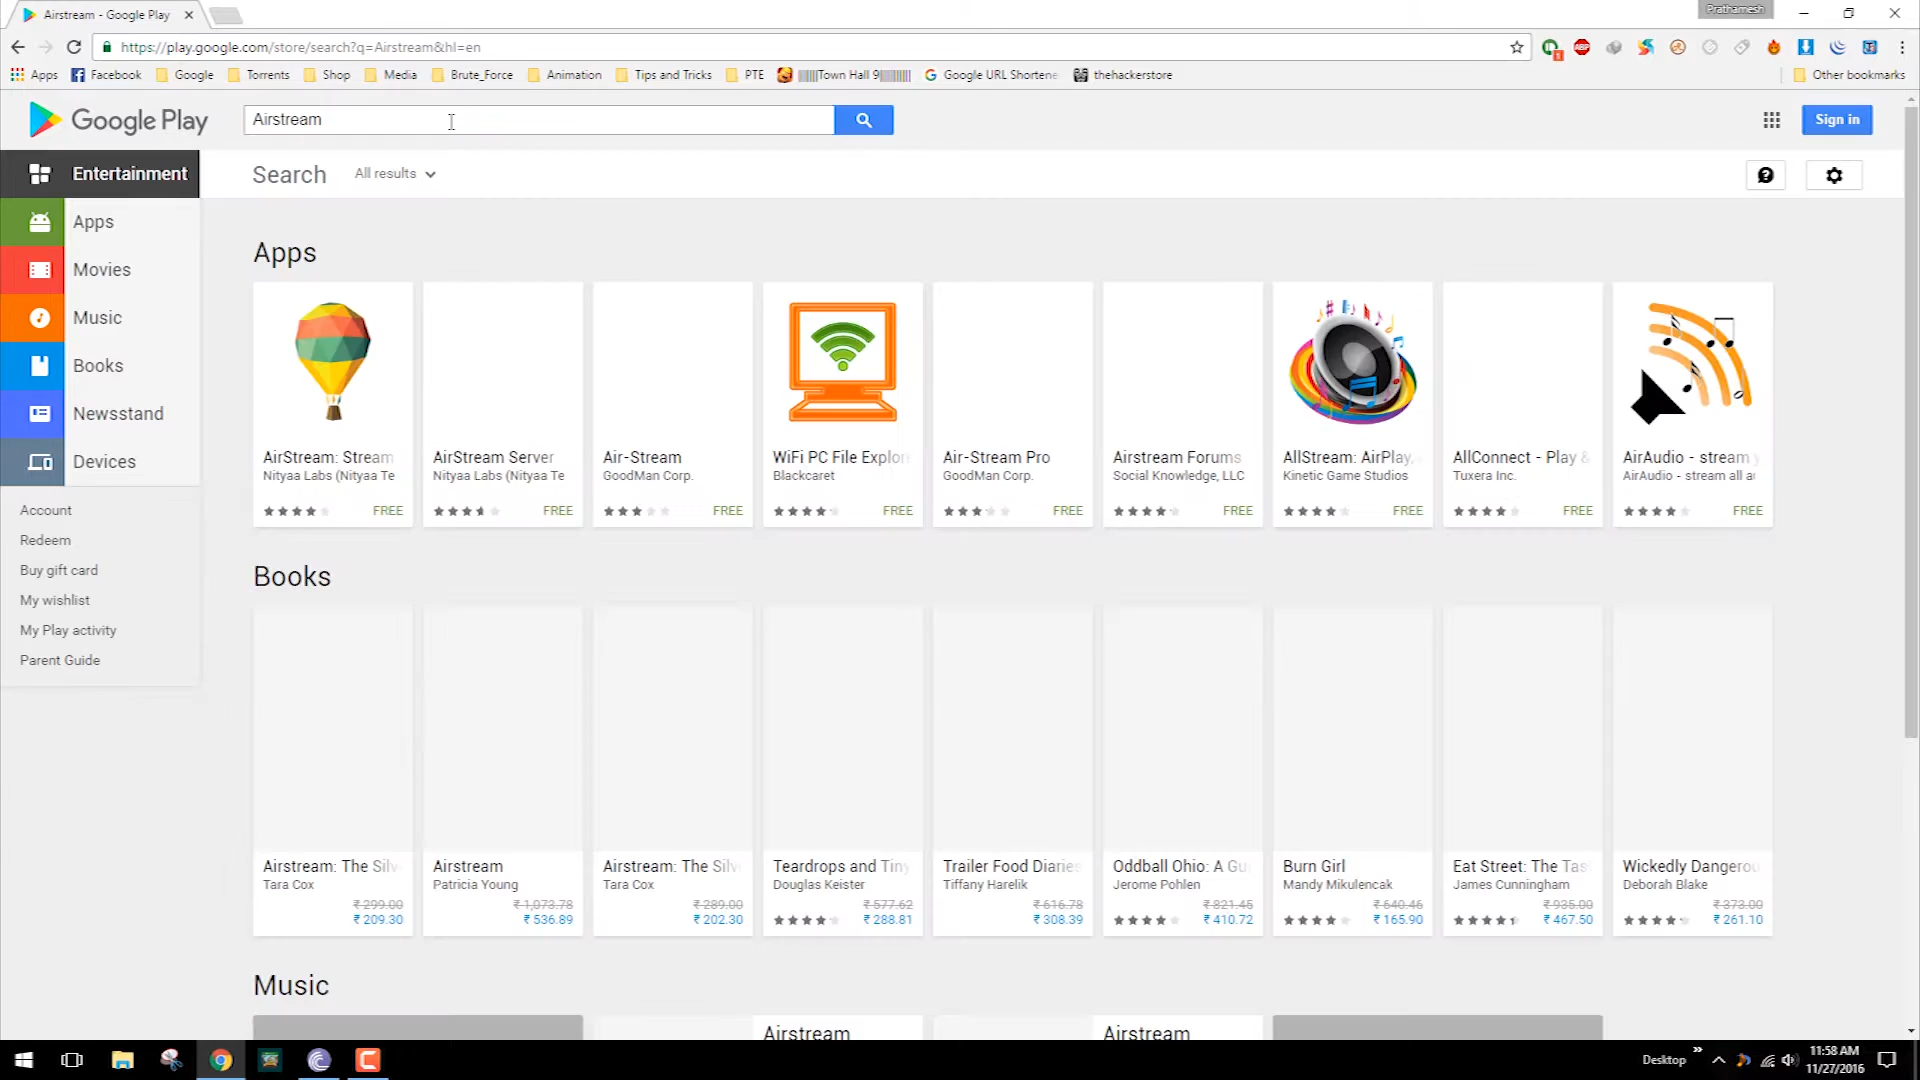 Airstream - Google Play
Prathamesh
https://play.google.com/store/search?q=Airstream&hl=en
Apps Facebook Google Torrents Shop Media Brute_Force Animation Tips and Tricks PTE ||||||Town Hall 9||||||||| Google URL Shortene thehackerstore Other bookmarks
Google Play
Airstream
Sign in
Entertainment
Search All results
Apps
Movies
Music
Books
Newsstand
Devices
Account
Redeem
Buy gift card
My wishlist
My Play activity
Parent Guide
Apps
AirStream: Stream AirStream Server Air-Stream WiFi PC File Explor Air-Stream Pro Airstream Forums AllStream: AirPlay, AllConnect - Play & AirAudio - stream y
Nityaa Labs (Nityaa Te Nityaa Labs (Nityaa Te GoodMan Corp. Blackcaret GoodMan Corp. Social Knowledge, LLC Kinetic Game Studios Tuxera Inc. AirAudio - stream all au
FREE FREE FREE FREE FREE FREE FREE FREE FREE
Books
Airstream: The Silv Airstream Airstream: The Silv Teardrops and Tiny Trailer Food Diaries Oddball Ohio: A Gu Burn Girl Eat Street: The Tas Wickedly Dangerou
Tara Cox Patricia Young Tara Cox Douglas Keister Tiffany Harelik Jerome Pohlen Mandy Mikulencak James Cunningham Deborah Blake
₹ 299.00 ₹ 1,073.78 ₹ 289.00 ₹ 577.62 ₹ 616.78 ₹ 821.45 ₹ 640.46 ₹ 935.00 ₹ 373.00
₹ 209.30 ₹ 536.89 ₹ 202.30 ₹ 288.81 ₹ 308.39 ₹ 410.72 ₹ 165.90 ₹ 467.50 ₹ 261.10
Music
Airstream Airstream
Desktop
11:58 AM
11/27/2016